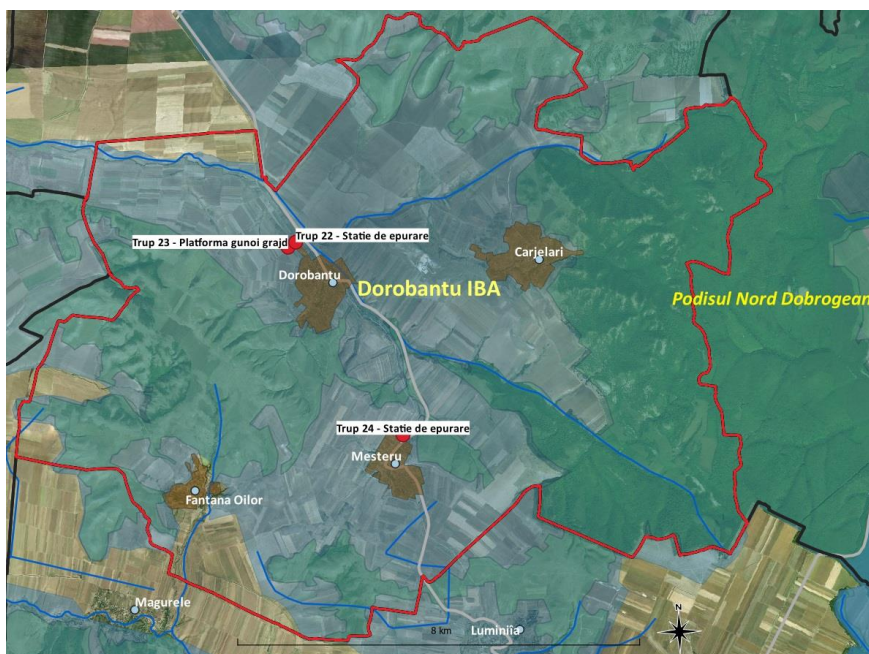 Trup 22 - Statie de epurare
Trup 23 - Platforma gunoi grajd
Carjelari
Dorobantu
Dorobantu IBA
Podisul Nord Dobrogean
Trup 24 - Statie de epurare
Mesteru
Fantana Oilor
Magurele
Luminiia
8 km
N